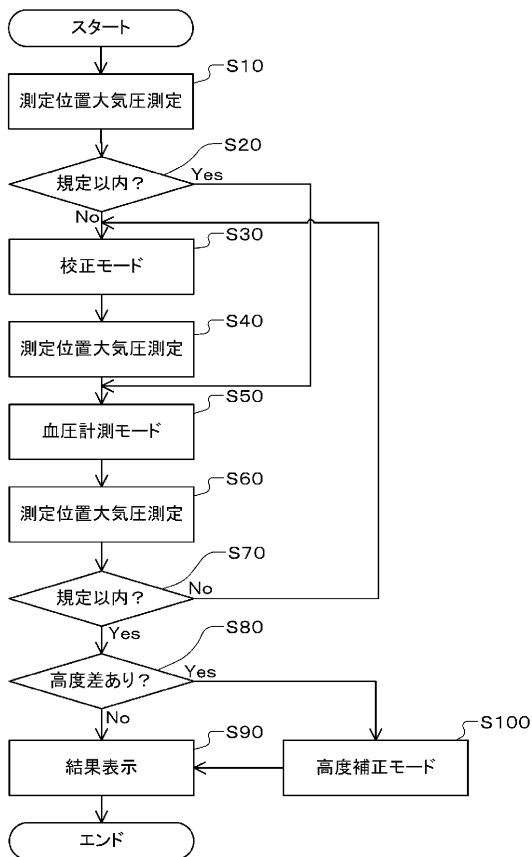 スタート
S10
測定位置大気圧測定
S20
規定以内？
Yes
No
S30
校正モード
S40
測定位置大気圧測定
S50
血圧計測モード
S60
測定位置大気圧測定
S70
規定以内？
No
Yes
S80
高度差あり？
Yes
No
S90
結果表示
S100
高度補正モード
エンド